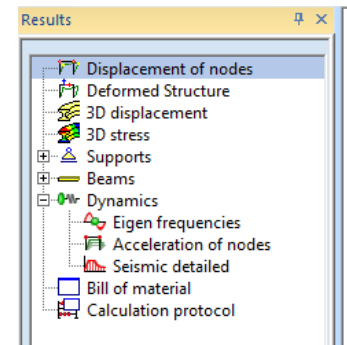 Results
Displacement of nodes
Deformed Structure
3D displacement
3D stress
Supports
Beams
Dynamics
Eigen frequencies
Acceleration of nodes
Seismic detailed
Bill of material
Calculation protocol